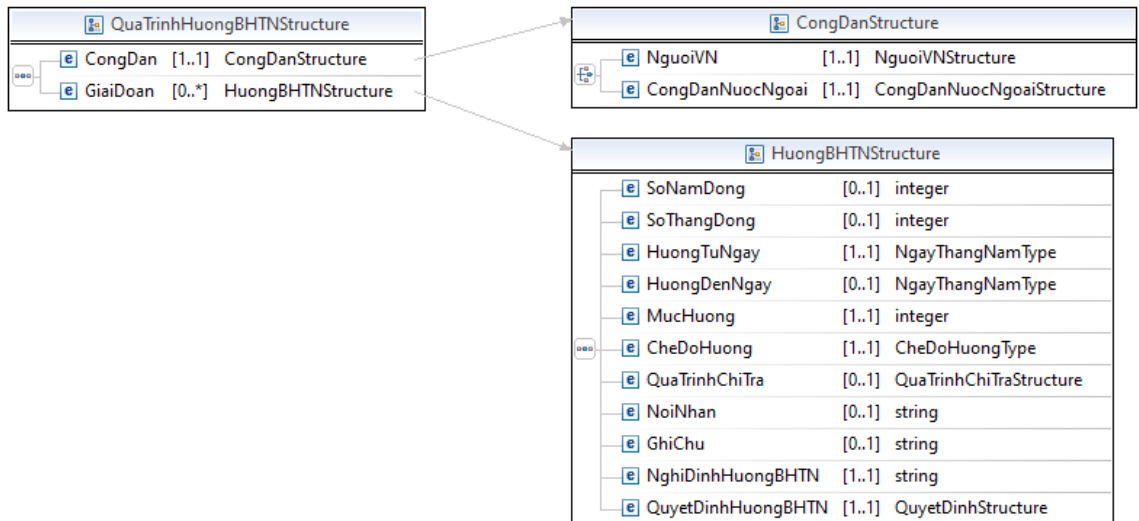 QuaTrinhHuongBHTNStructure
e CongDan [1..1] CongDanStructure
e GiaiDoan [0..*] HuongBHTNStructure
CongDanStructure
e NguoiVN [1..1] NguoiVNStructure
e CongDanNuocNgoai [1..1] CongDanNuocNgoaiStructure
HuongBHTNStructure
e SoNamDong [0..1] integer
e SoThangDong [0..1] integer
e HuongTuNgay [1..1] NgayThangNamType
e HuongDenNgay [0..1] NgayThangNamType
e MucHuong [1..1] integer
e CheDoHuong [1..1] CheDoHuongType
e QuaTrinhChiTra [0..1] QuaTrinhChiTraStructure
e NoiNhan [0..1] string
e GhiChu [0..1] string
e NghiDinhHuongBHTN [1..1] string
e QuyetDinhHuongBHTN [1..1] QuyetDinhStructure